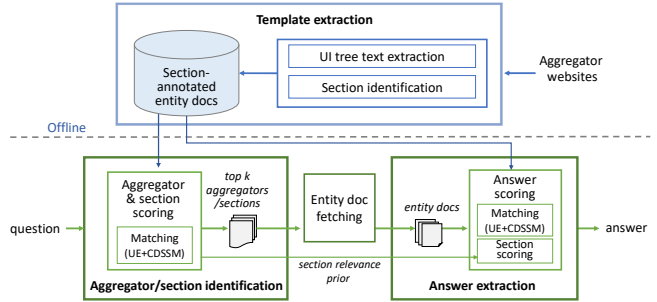 Template extraction
UI tree text extraction
Section identification
Section-
annotated
entity docs
Aggregator
websites
Offline
Aggregator
& section
scoring
Matching
(UE+CDSSM)
top k
aggregators
/sections
Entity doc
fetching
entity docs
Answer
scoring
Matching
(UE+CDSSM)
Section
scoring
question
answer
section relevance
prior
Aggregator/section identification
Answer extraction